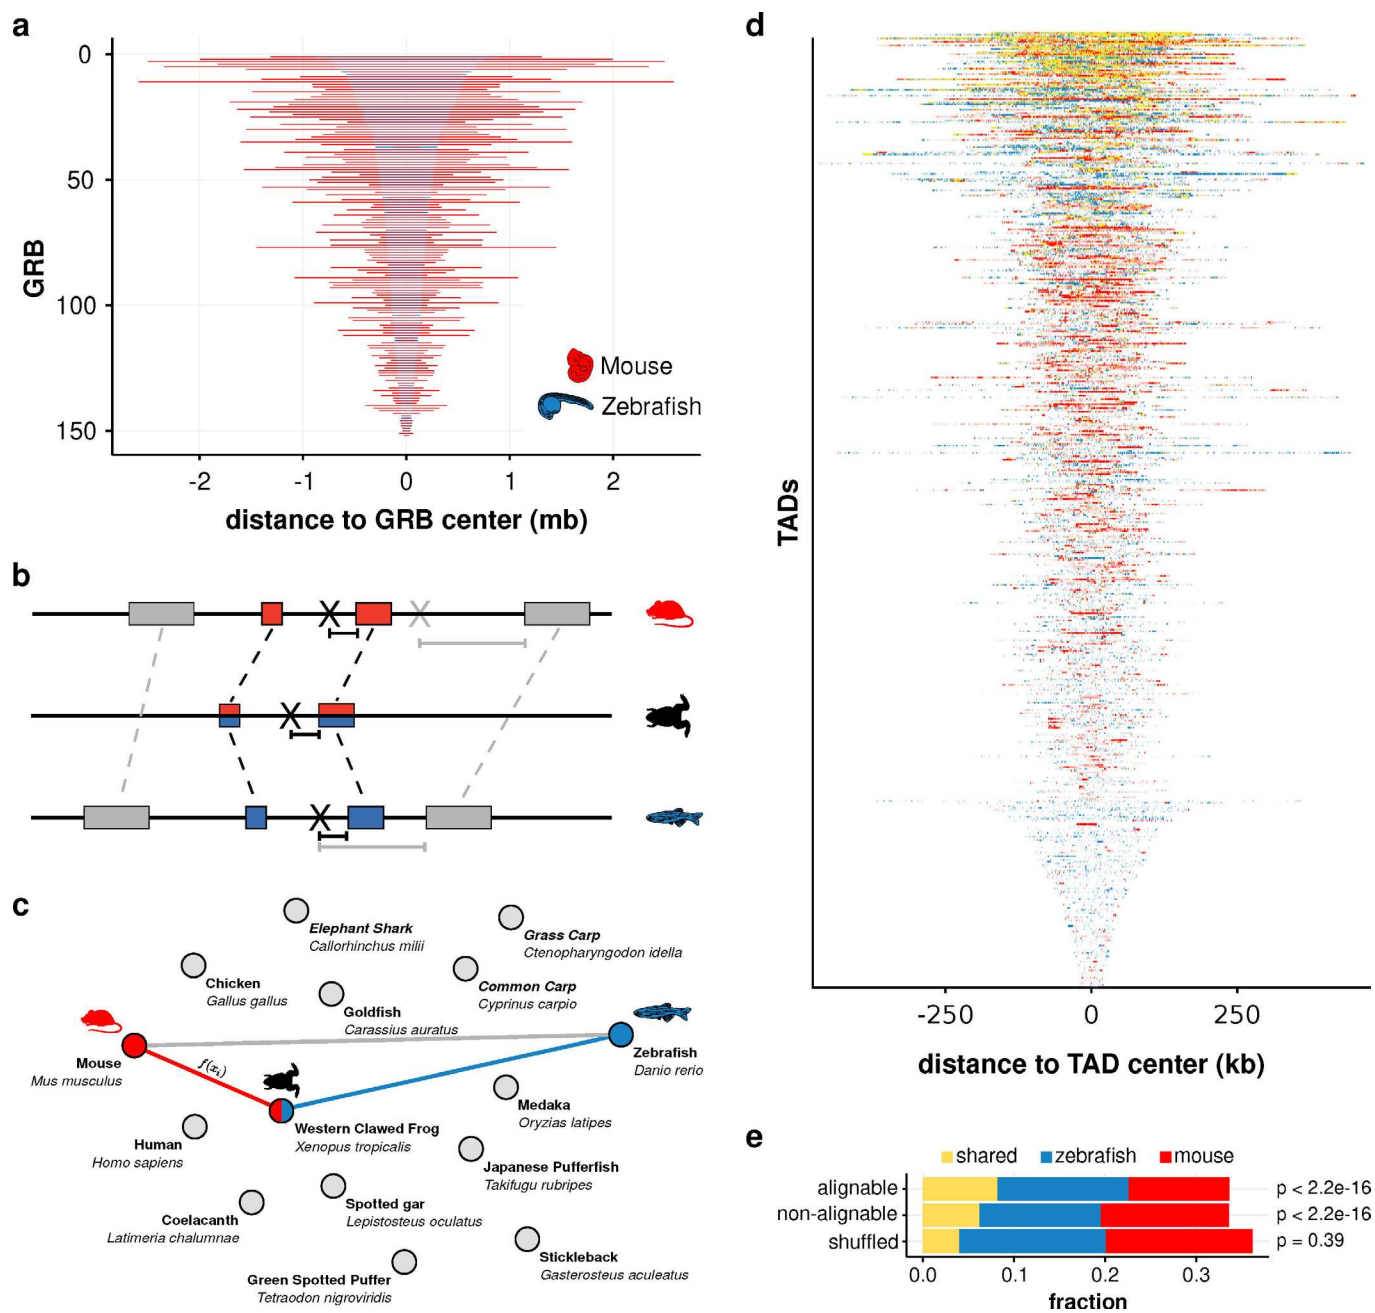 a
0
50
100
150
GRB
-2
-1
0
1
2
distance to GRB center (mb)
Mouse
Zebrafish
b
c
Elephant Shark
Callorhinchus milii
Grass Carp
Ctenopharyngodon idella
Chicken
Gallus gallus
Common Carp
Cyprinus carpio
Goldfish
Carassius auratus
Mouse
Mus musculus
f(xᵢ)
Zebrafish
Danio rerio
Medaka
Oryzias latipes
Western Clawed Frog
Xenopus tropicalis
Human
Homo sapiens
Japanese Pufferfish
Takifugu rubripes
Spotted gar
Lepistosteus oculatus
Coelacanth
Latimeria chalumnae
Stickleback
Gasterosteus aculeatus
Green Spotted Puffer
Tetraodon nigroviridis
d
TADs
-250
0
250
distance to TAD center (kb)
e
shared
zebrafish
mouse
alignable
p < 2.2e-16
non-alignable
p < 2.2e-16
shuffled
p = 0.39
0.0
0.1
0.2
0.3
fraction